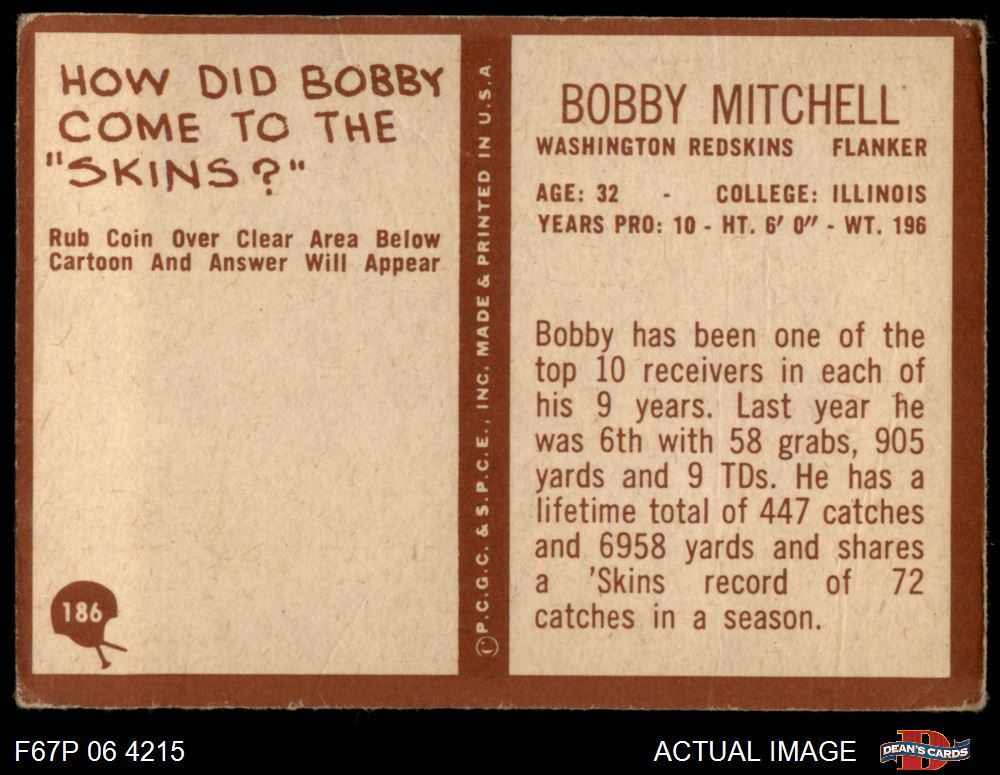 HOW DID BOBBY
COME TO THE
"SKINS?"
Rub Coin Over Clear Area Below
Cartoon And Answer Will Appear
186
© P.C.G.C. & S.P.C.E., INC. MADE & PRINTED IN U.S.A.
BOBBY MITCHELL
WASHINGTON REDSKINS FLANKER
AGE: 32 - COLLEGE: ILLINOIS
YEARS PRO: 10 - HT. 6' 0" - WT. 196
Bobby has been one of the
top 10 receivers in each of
his 9 years. Last year he
was 6th with 58 grabs, 905
yards and 9 TDs. He has a
lifetime total of 447 catches
and 6958 yards and shares
a 'Skins record of 72
catches in a season.
F67P 06 4215
ACTUAL IMAGE
D
DEAN'S CARDS